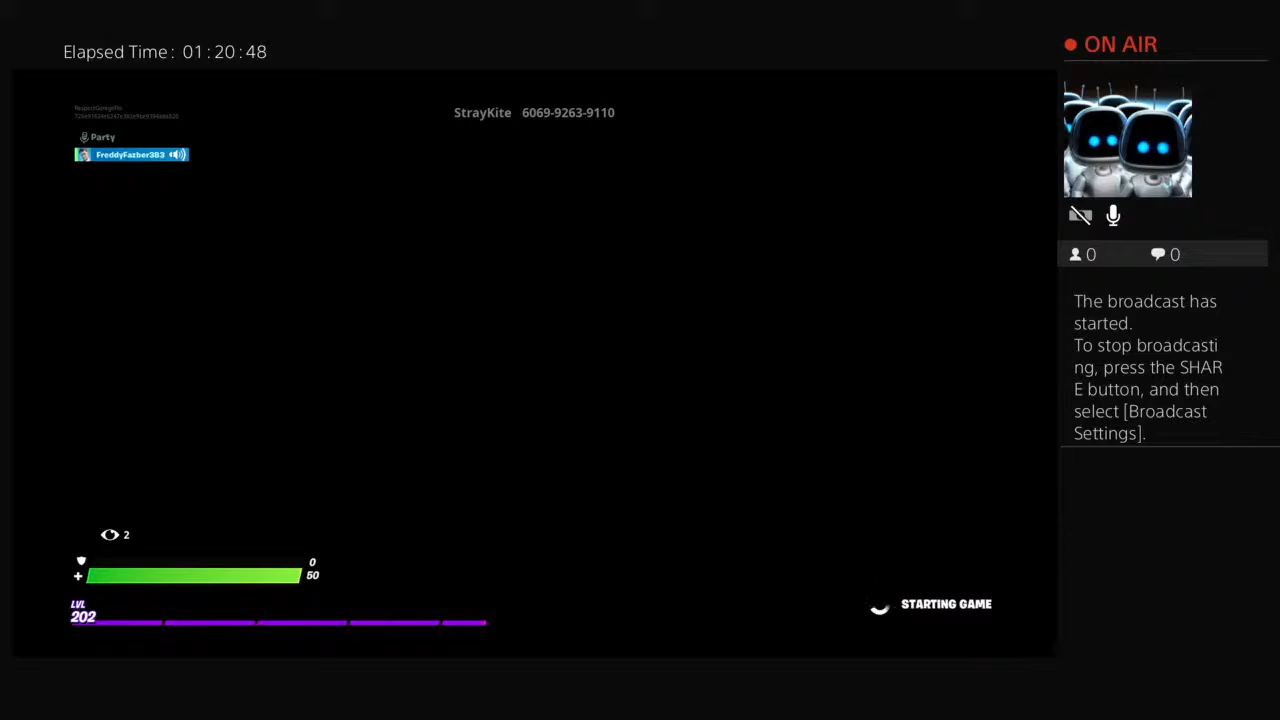 Elapsed Time: 01:20:48
ON AIR
StrayKite 6069-9263-9110
Party
FreddyFazber383
0
0
The broadcast has
started.
To stop broadcasti
ng, press the SHAR
E button, and then
select [Broadcast
Settings].
2
0
50
LVL
202
STARTING GAME